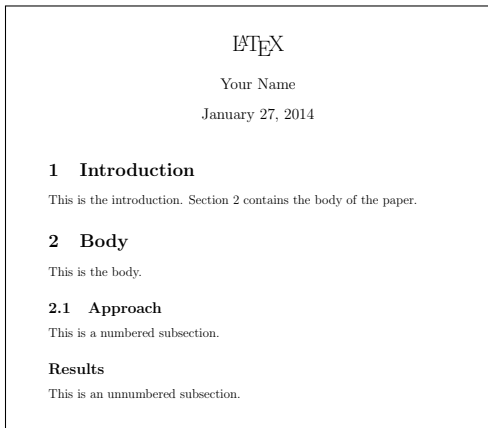 LATEX
Your Name
January 27, 2014
1 Introduction
This is the introduction. Section 2 contains the body of the paper.
2 Body
This is the body.
2.1 Approach
This is a numbered subsection.
Results
This is an unnumbered subsection.